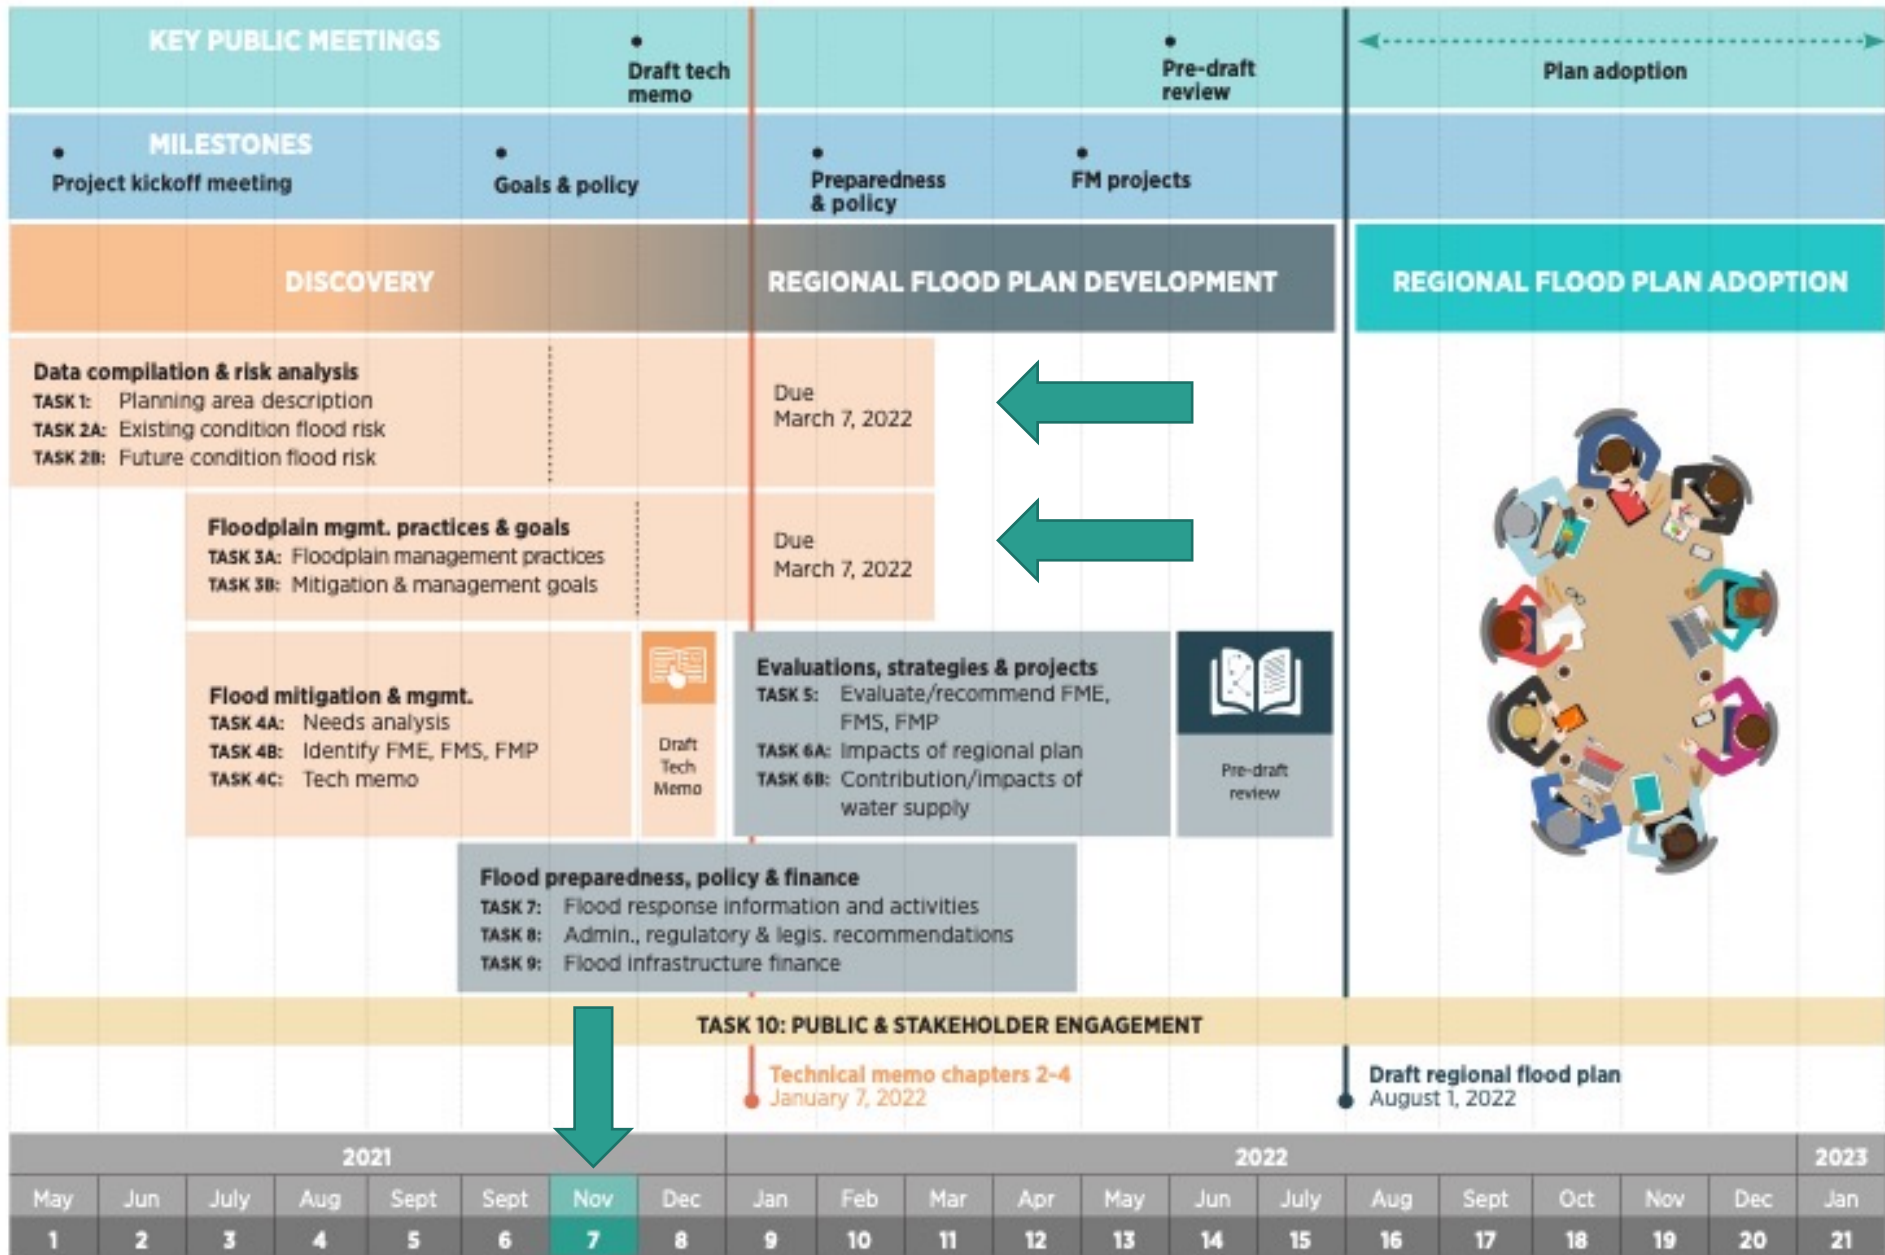 KEY PUBLIC MEETINGS
Draft tech
memo
Pre-draft
review
Plan adoption
MILESTONES
Project kickoff meeting
Goals & policy
Preparedness
& policy
FM projects
DISCOVERY
REGIONAL FLOOD PLAN DEVELOPMENT
REGIONAL FLOOD PLAN ADOPTION
Data compilation & risk analysis
TASK 1: Planning area description
TASK 2A: Existing condition flood risk
TASK 2B: Future condition flood risk
Due
March 7, 2022
Floodplain mgmt. practices & goals
TASK 3A: Floodplain management practices
TASK 3B: Mitigation & management goals
Due
March 7, 2022
Flood mitigation & mgmt.
TASK 4A: Needs analysis
TASK 4B: Identify FME, FMS, FMP
TASK 4C: Tech memo
Draft
Tech
Memo
Evaluations, strategies & projects
TASK 5: Evaluate/recommend FME,
FMS, FMP
TASK 6A: Impacts of regional plan
TASK 6B: Contribution/impacts of
water supply
Pre-draft
review
Flood preparedness, policy & finance
TASK 7: Flood response information and activities
TASK 8: Admin., regulatory & legis. recommendations
TASK 9: Flood infrastructure finance
TASK 10: PUBLIC & STAKEHOLDER ENGAGEMENT
Technical memo chapters 2-4
January 7, 2022
Draft regional flood plan
August 1, 2022
2021 2022 2023
May Jun July Aug Sept Sept Nov Dec Jan Feb Mar Apr May Jun July Aug Sept Oct Nov Dec Jan
1 2 3 4 5 6 7 8 9 10 11 12 13 14 15 16 17 18 19 20 21